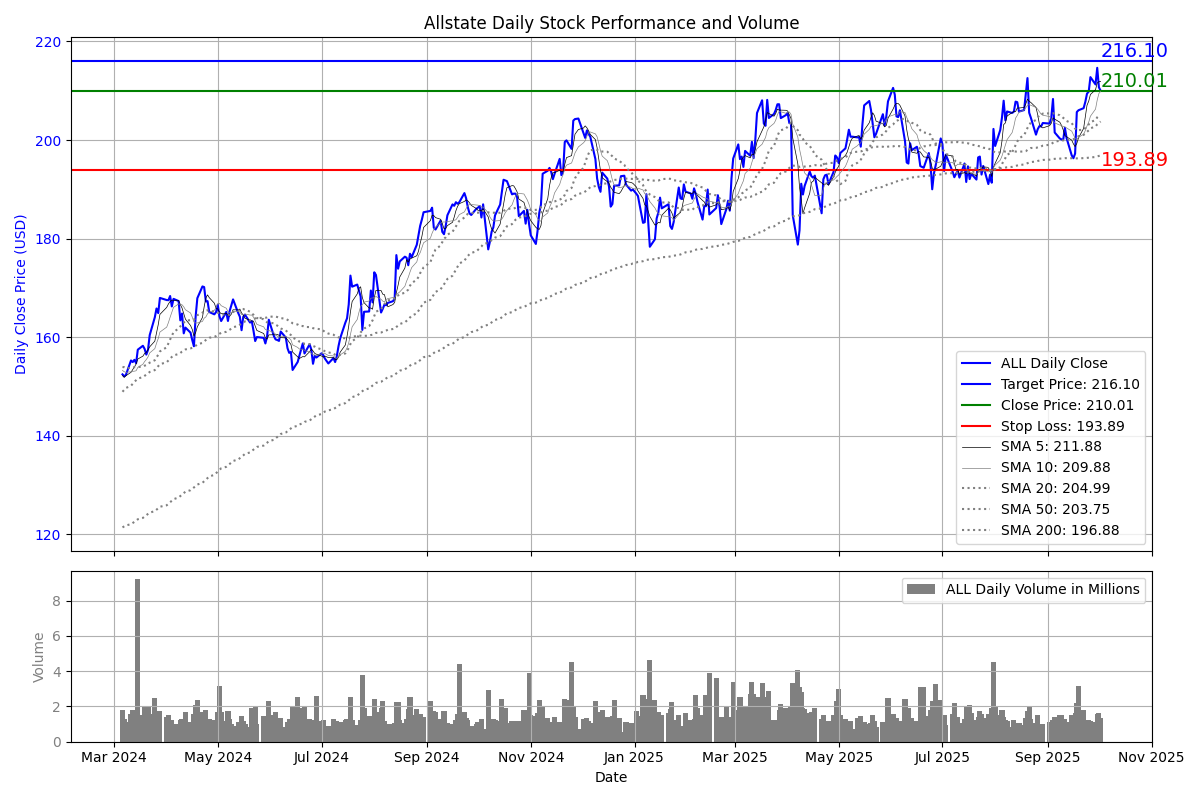 Allstate Daily Stock Performance and Volume
220
200
180
160
140
120
Daily Close Price (USD)
216.10
210.01
193.89
ALL Daily Close
Target Price: 216.10
Close Price: 210.01
Stop Loss: 193.89
SMA 5: 211.88
SMA 10: 209.88
SMA 20: 204.99
SMA 50: 203.75
SMA 200: 196.88
8
6
4
2
0
Volume
ALL Daily Volume in Millions
Mar 2024 May 2024 Jul 2024 Sep 2024 Nov 2024 Jan 2025 Mar 2025 May 2025 Jul 2025 Sep 2025 Nov 2025
Date